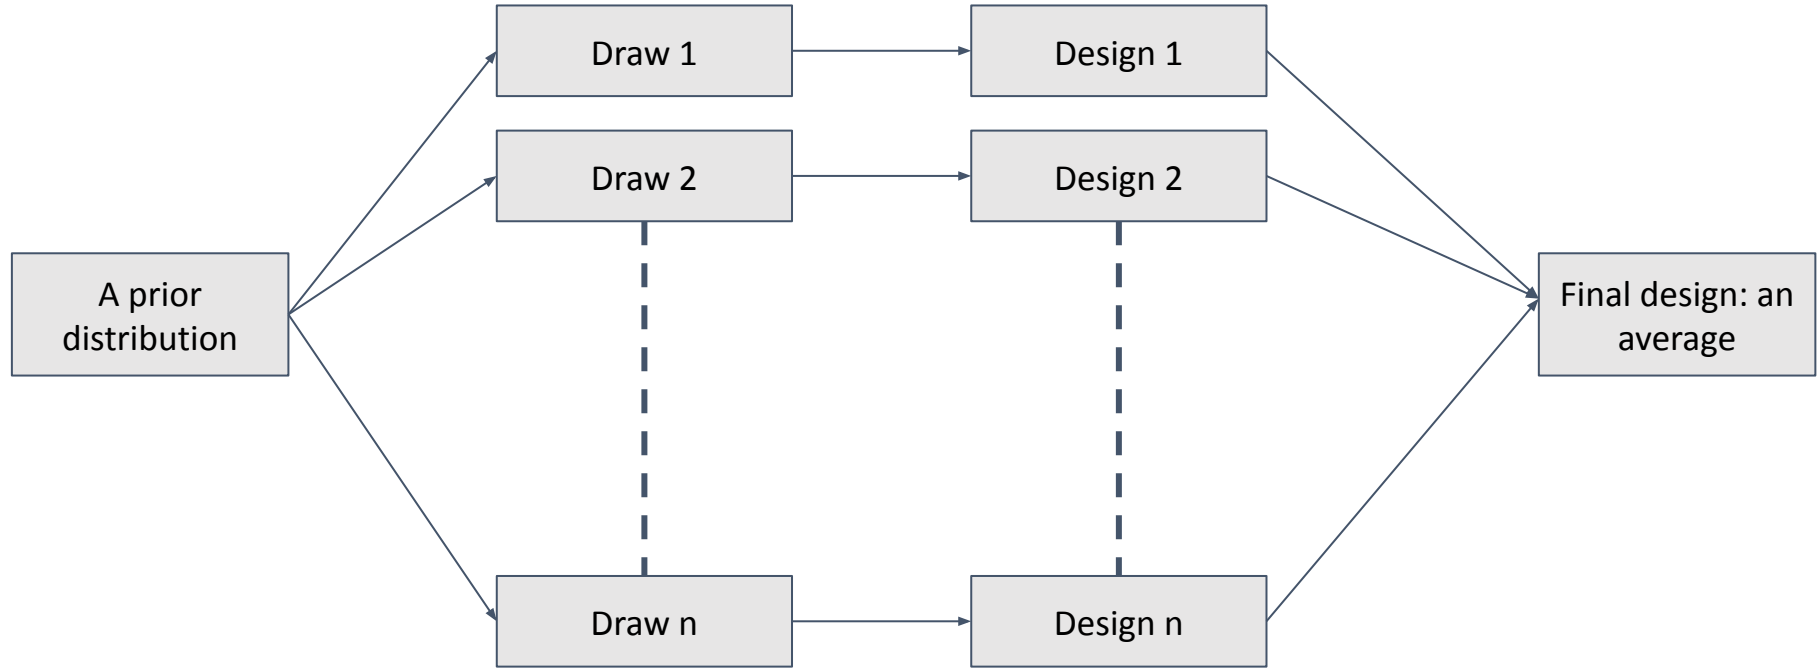 Draw 1
Design 1
Draw 2
Design 2
A prior
distribution
Final design: an
average
Draw n
Design n